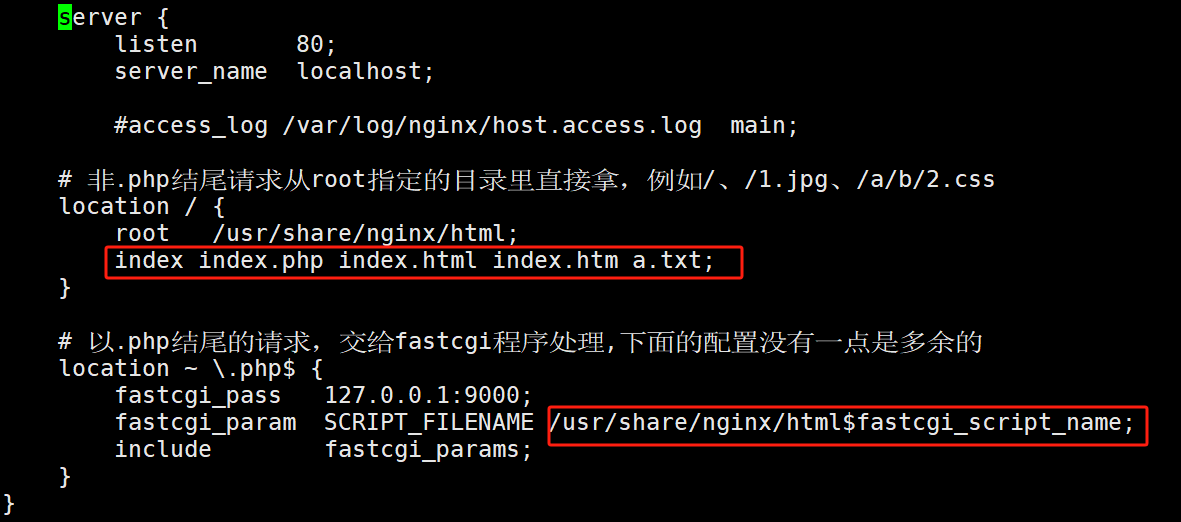 server {
listen 80;
server_name localhost;
#access_log /var/log/nginx/host.access.log main;
# 非.php结尾请求从root指定的目录里直接拿，例如/、/1.jpg、/a/b/2.css
location / {
root /usr/share/nginx/html;
index index.php index.html index.htm a.txt;
}
# 以.php结尾的请求，交给fastcgi程序处理,下面的配置没有一点是多余的
location ~ \.php$ {
fastcgi_pass 127.0.0.1:9000;
fastcgi_param SCRIPT_FILENAME /usr/share/nginx/html$fastcgi_script_name;
include fastcgi_params;
}
}